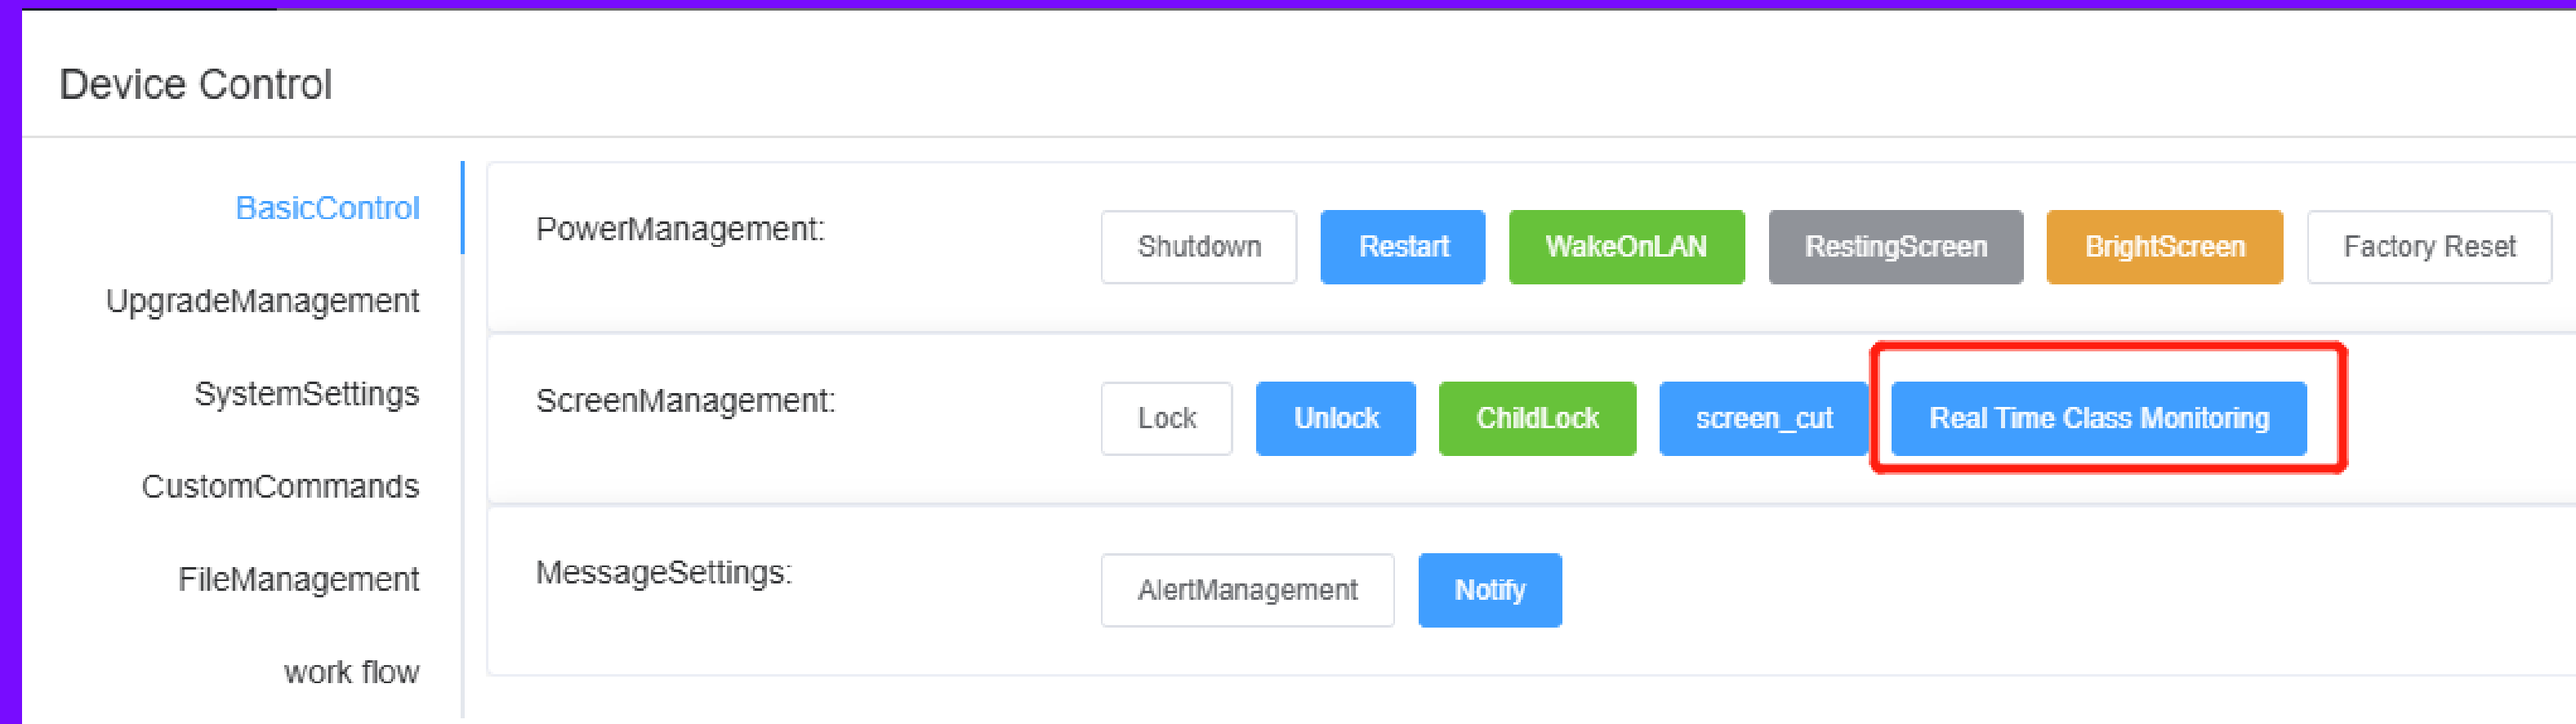 Device Control
BasicControl
UpgradeManagement
SystemSettings
CustomCommands
FileManagement
work flow
PowerManagement:
Shutdown Restart WakeOnLAN RestingScreen BrightScreen Factory Reset
ScreenManagement:
Lock Unlock ChildLock screen_cut Real Time Class Monitoring
MessageSettings:
AlertManagement Notify